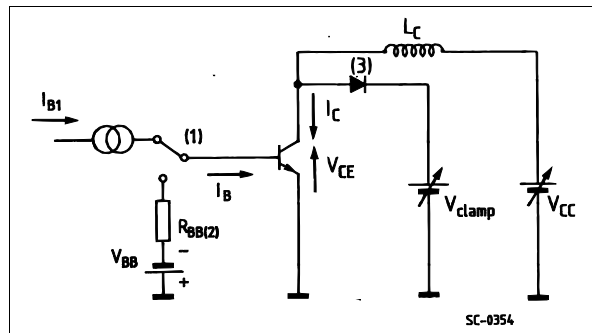 L_C
(3)
I_B1
(1)
I_C
V_CE
I_B
R_BB(2)
V_BB
−
+
V_clamp
V_CC
SC-0354